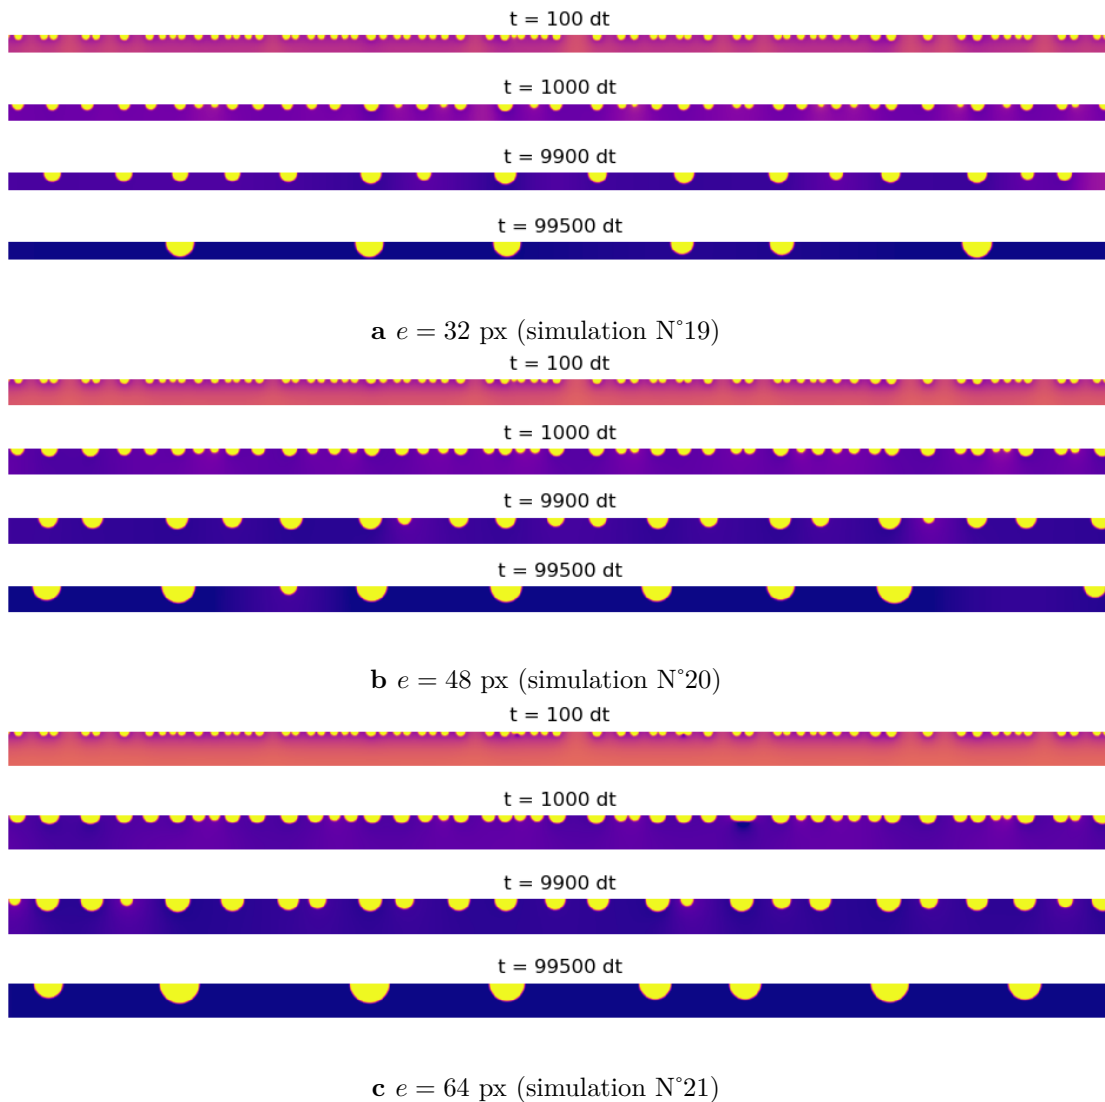 t = 100 dt
t = 1000 dt
t = 9900 dt
t = 99500 dt
a e = 32 px (simulation N°19)
t = 100 dt
t = 1000 dt
t = 9900 dt
t = 99500 dt
b e = 48 px (simulation N°20)
t = 100 dt
t = 1000 dt
t = 9900 dt
t = 99500 dt
c e = 64 px (simulation N°21)